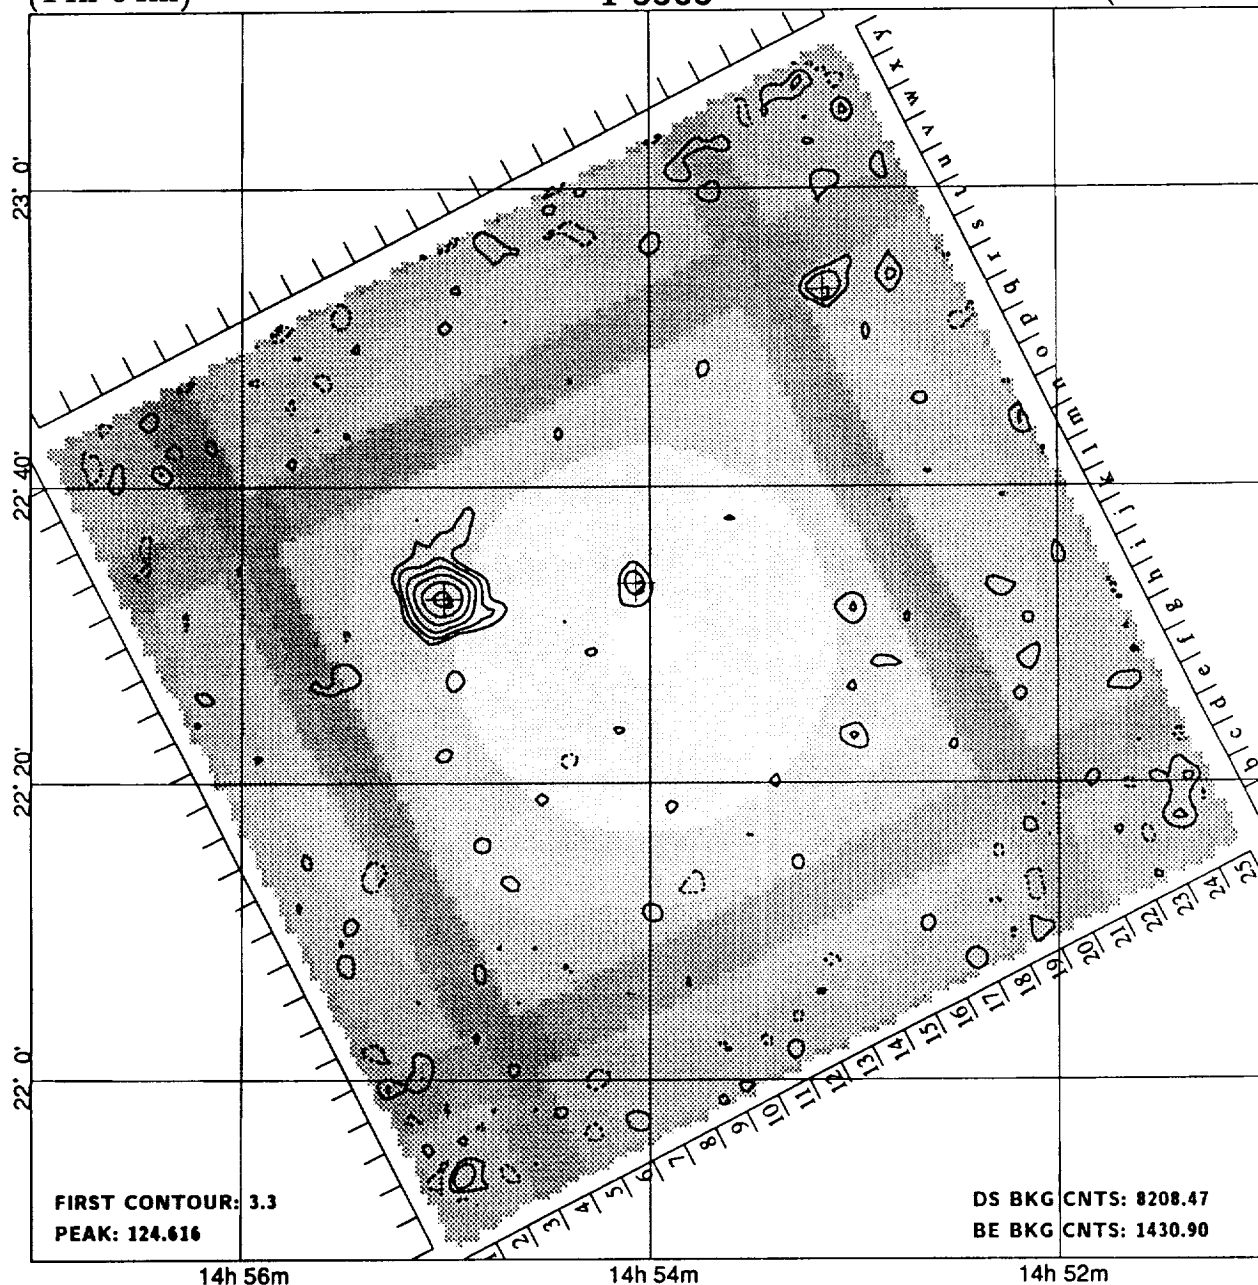 y
x
w
v
u
t
s
r
q
p
o
n
m
l
k
j
i
h
g
f
e
d
c
b
23° 0'
22° 40'
22° 20'
22° 0'
25
24
23
22
21
20
19
18
17
16
15
14
13
12
11
10
9
8
7
6
5
4
3
2
1
FIRST CONTOUR: 3.3
PEAK: 124.616
DS BKG CNTS: 8208.47
BE BKG CNTS: 1430.90
14h 56m
14h 54m
14h 52m